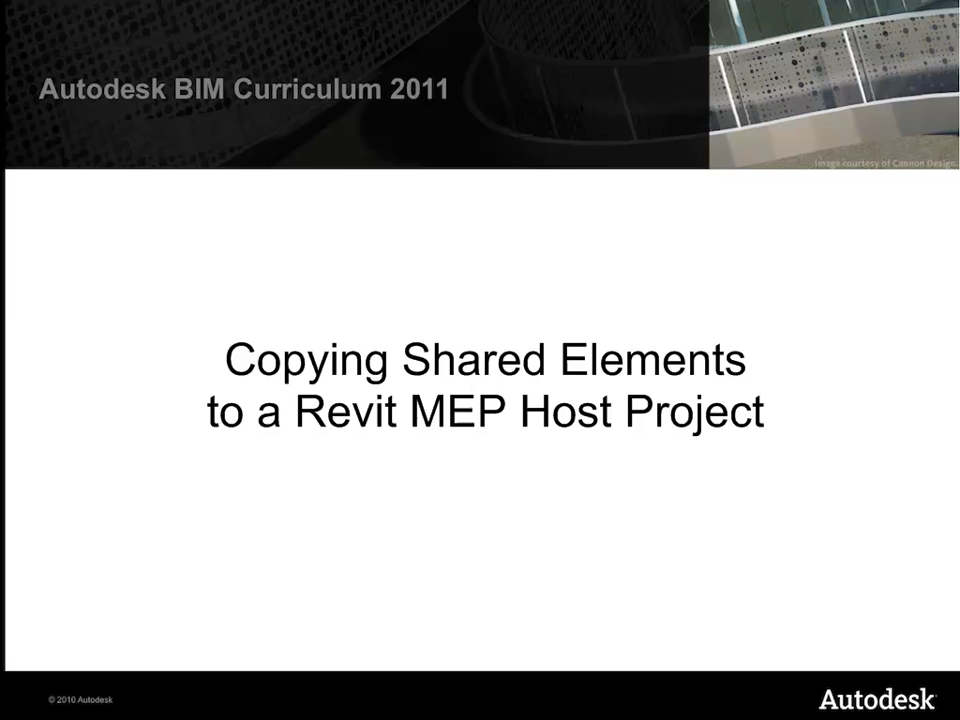 Autodesk BIM Curriculum 2011
Image courtesy of Cannon Design.
Copying Shared Elements
to a Revit MEP Host Project
© 2010 Autodesk
Autodesk